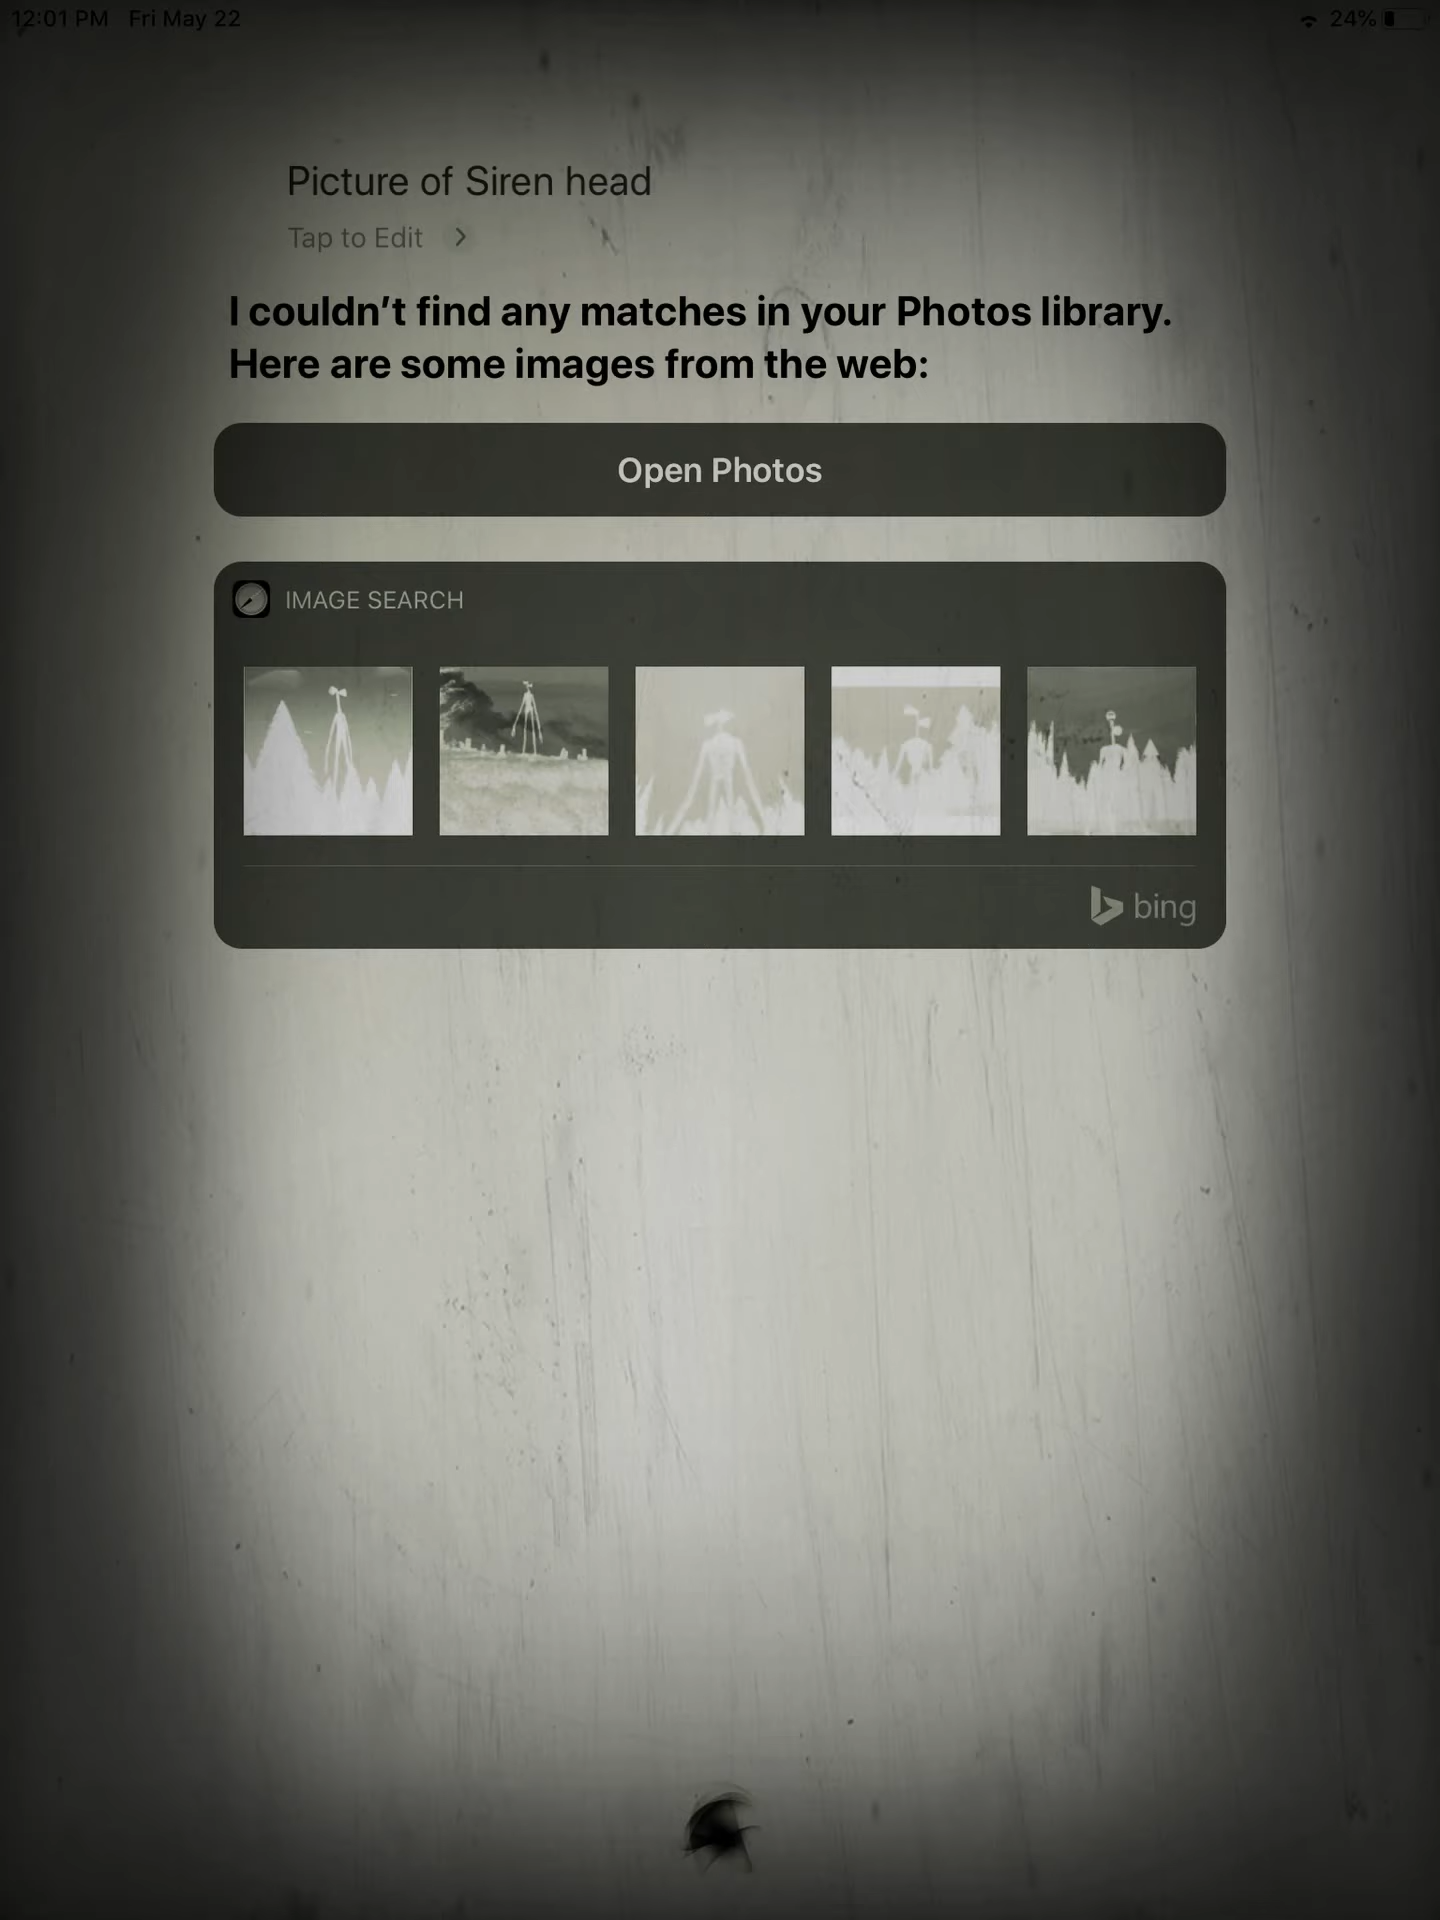 12:01 PM Fri May 22
24%
Picture of Siren head
Tap to Edit >
I couldn’t find any matches in your Photos library.
Here are some images from the web:
Open Photos
IMAGE SEARCH
bing